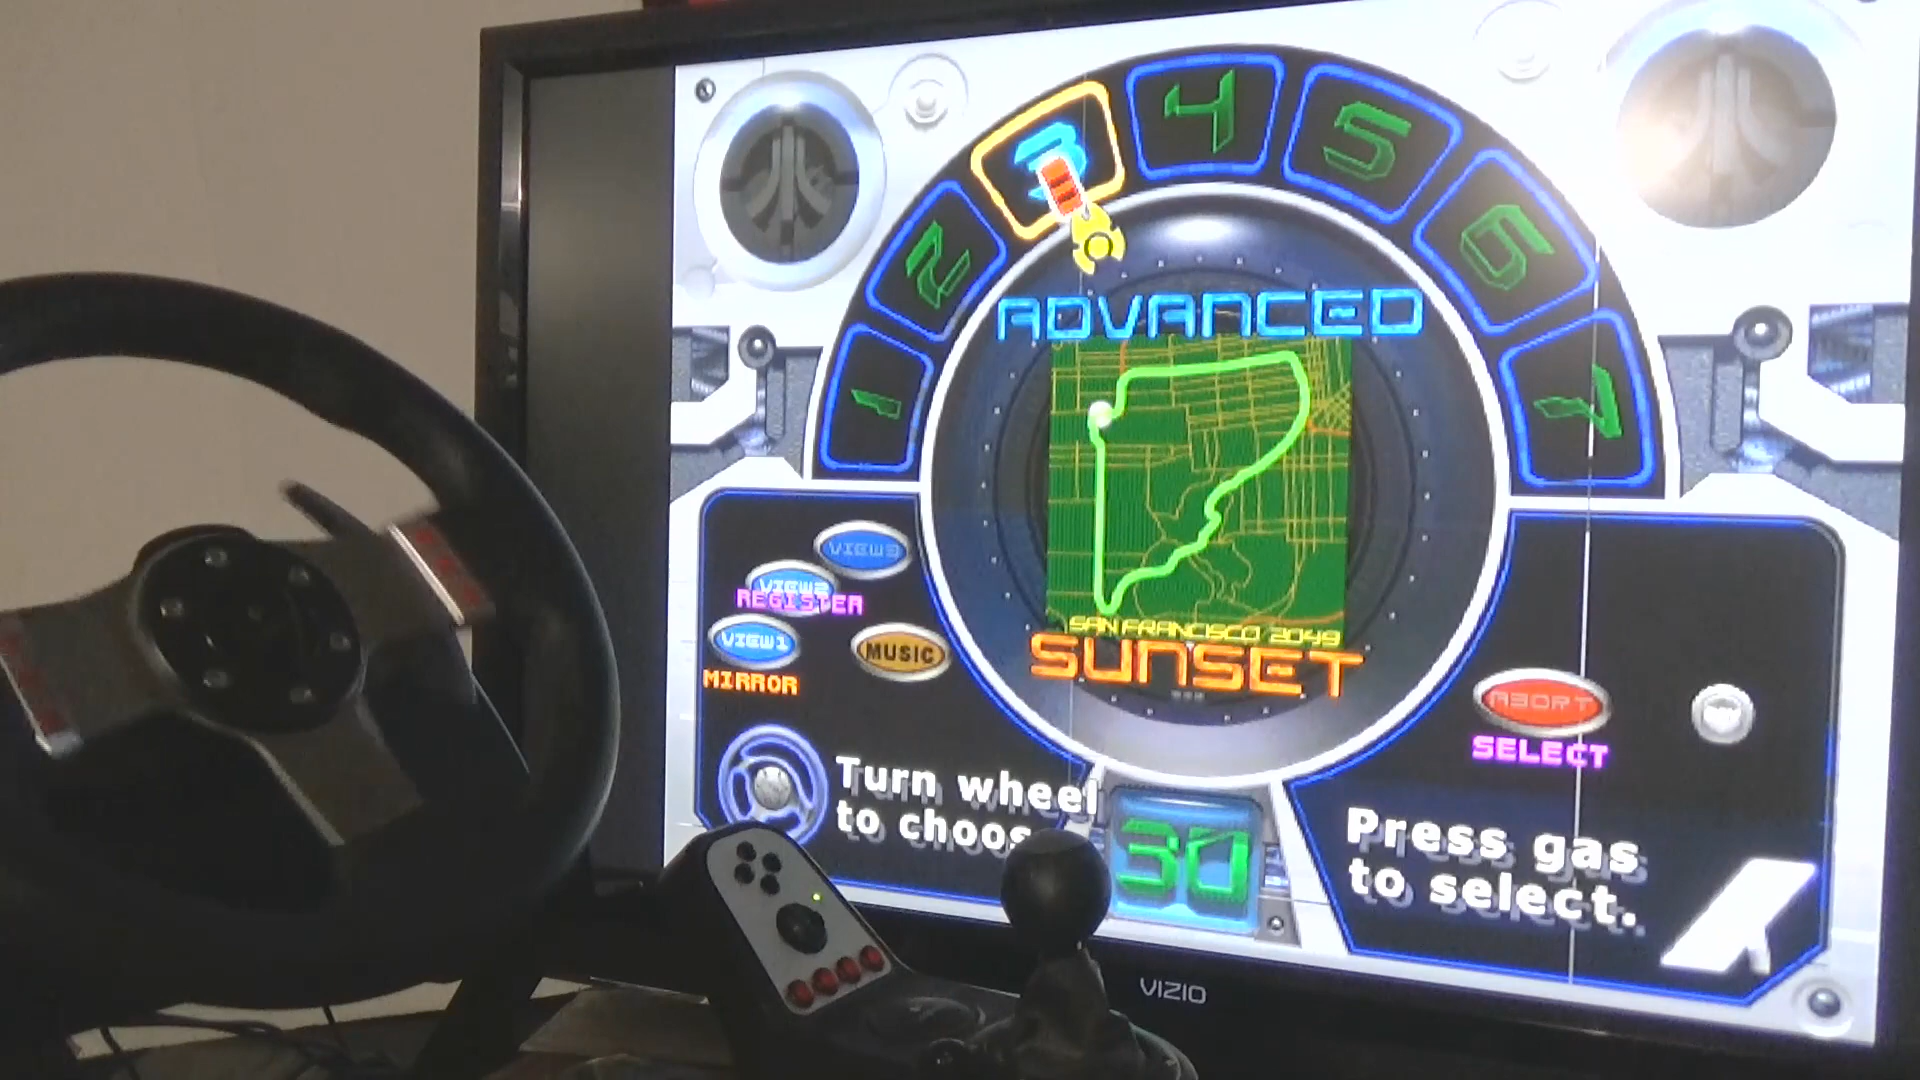 1
2
3
4
5
6
7
ADVANCED
SAN FRANCISCO 2049
SUNSET
VIEW3
VIEW2
REGISTER
VIEW1
MUSIC
MIRROR
ABORT
SELECT
Turn wheel
to choos
30
Press gas
to select.
VIZIO